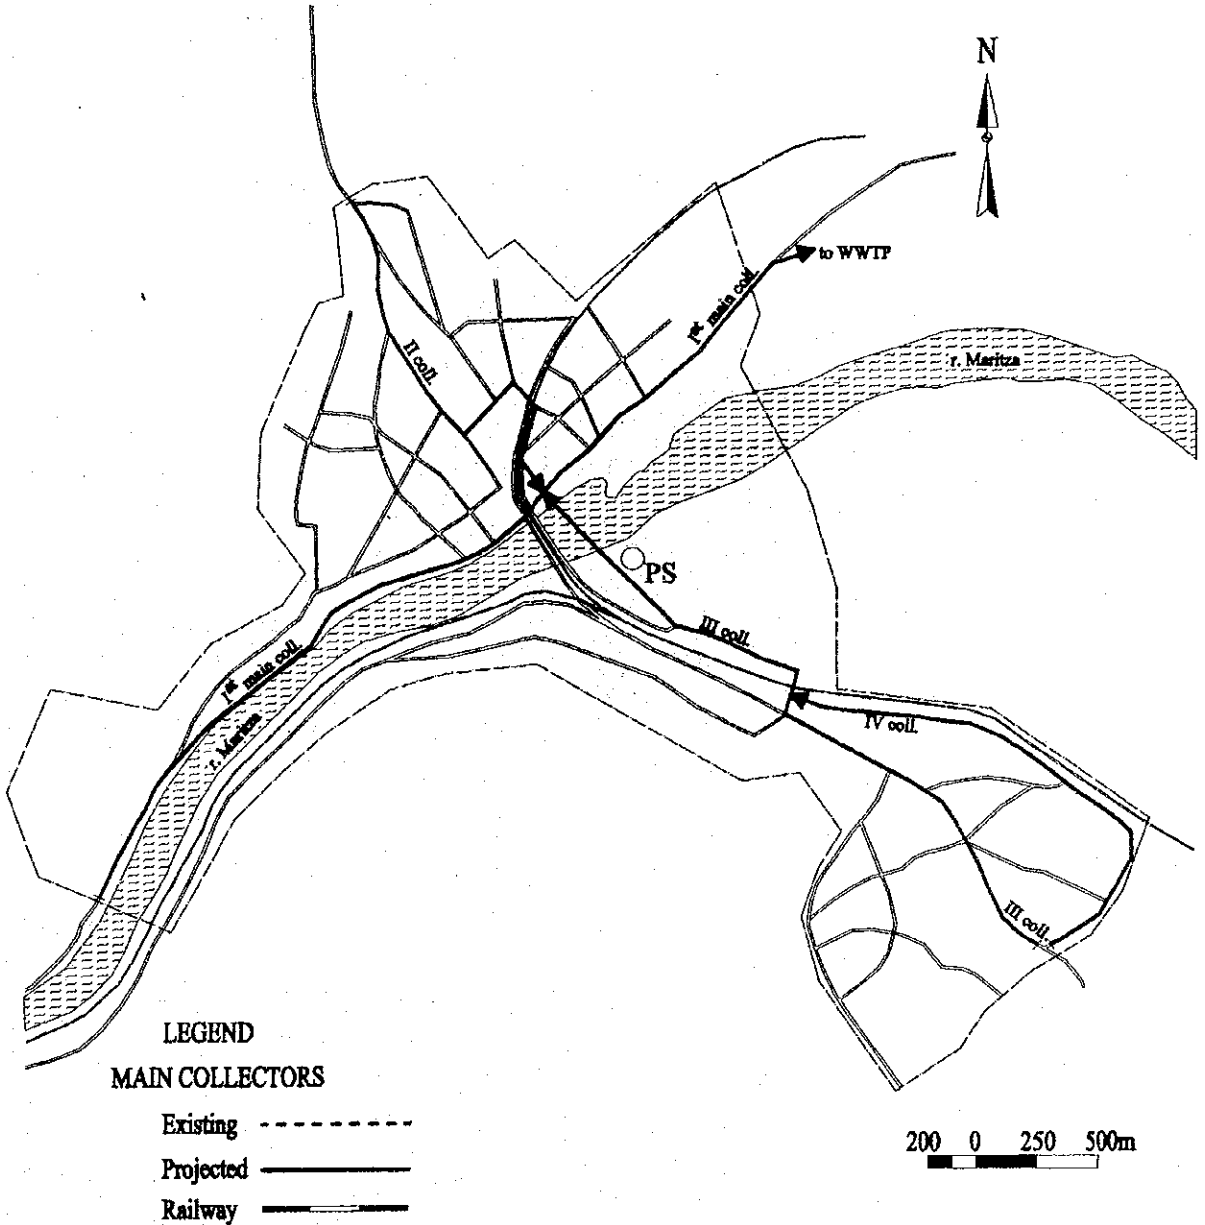 N
to WWTP
1st main coll.
r. Maritza
II coll.
PS
III coll.
1st main coll.
r. Maritza
IV coll.
III coll.
LEGEND
MAIN COLLECTORS
Existing
Projected
Railway
200 0 250 500m